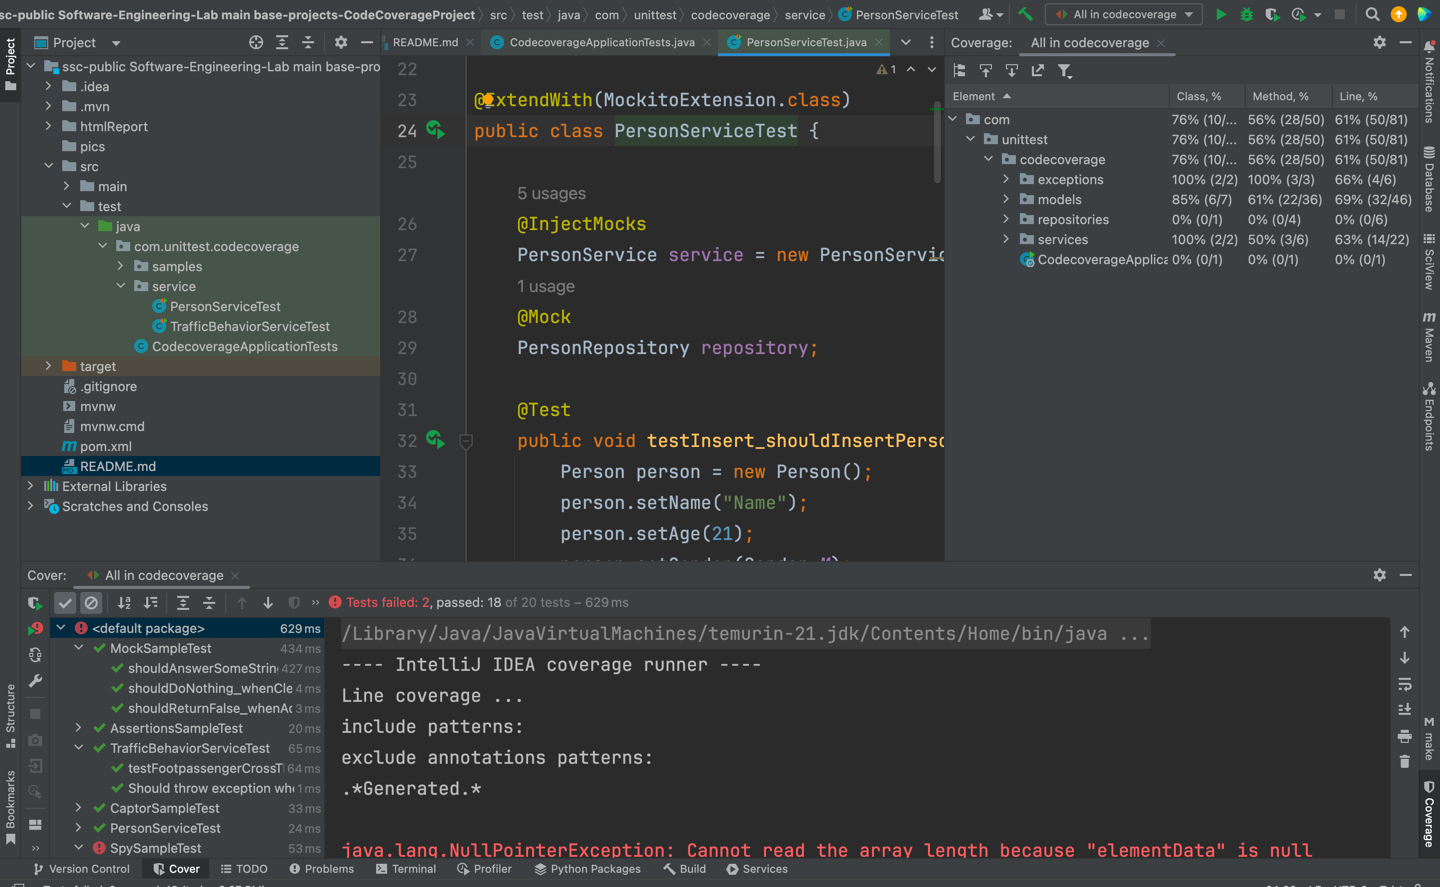 sc-public Software-Engineering-Lab main base-projects-CodeCoverageProject
src
test
java
com
unittest
codecoverage
service
PersonServiceTest
All in codecoverage
Project
ssc-public Software-Engineering-Lab main base-pro
.idea
.mvn
htmlReport
pics
src
main
test
java
com.unittest.codecoverage
samples
service
PersonServiceTest
TrafficBehaviorServiceTest
CodecoverageApplicationTests
target
.gitignore
mvnw
mvnw.cmd
pom.xml
README.md
External Libraries
Scratches and Consoles
README.md
CodecoverageApplicationTests.java
PersonServiceTest.java
1
22
23 @ExtendWith(MockitoExtension.class)
24 public class PersonServiceTest {
25
5 usages
26 @InjectMocks
27 PersonService service = new PersonServic
1 usage
28 @Mock
29 PersonRepository repository;
30
31 @Test
32 public void testInsert_shouldInsertPerso
33 Person person = new Person();
34 person.setName("Name");
35 person.setAge(21);
Coverage: All in codecoverage
Element Class, % Method, % Line, %
com 76% (10/... 56% (28/50) 61% (50/81)
unittest 76% (10/... 56% (28/50) 61% (50/81)
codecoverage 76% (10/... 56% (28/50) 61% (50/81)
exceptions 100% (2/2) 100% (3/3) 66% (4/6)
models 85% (6/7) 61% (22/36) 69% (32/46)
repositories 0% (0/1) 0% (0/4) 0% (0/6)
services 100% (2/2) 50% (3/6) 63% (14/22)
CodecoverageApplica 0% (0/1) 0% (0/1) 0% (0/1)
Project
Structure
Bookmarks
Notifications
Database
SciView
Maven
Endpoints
make
Coverage
Cover: All in codecoverage
Tests failed: 2, passed: 18 of 20 tests – 629 ms
<default package> 629 ms
MockSampleTest 434 ms
shouldAnswerSomeStrin 427 ms
shouldDoNothing_whenCle 4 ms
shouldReturnFalse_whenAc 3 ms
AssertionsSampleTest 20 ms
TrafficBehaviorServiceTest 65 ms
testFootpassengerCrossT 64 ms
Should throw exception whe 1 ms
CaptorSampleTest 33 ms
PersonServiceTest 24 ms
SpySampleTest 53 ms
/Library/Java/JavaVirtualMachines/temurin-21.jdk/Contents/Home/bin/java ...
---- IntelliJ IDEA coverage runner ----
Line coverage ...
include patterns:
exclude annotations patterns:
.*Generated.*
java.lang.NullPointerException: Cannot read the array length because "elementData" is null
Version Control
Cover
TODO
Problems
Terminal
Profiler
Python Packages
Build
Services